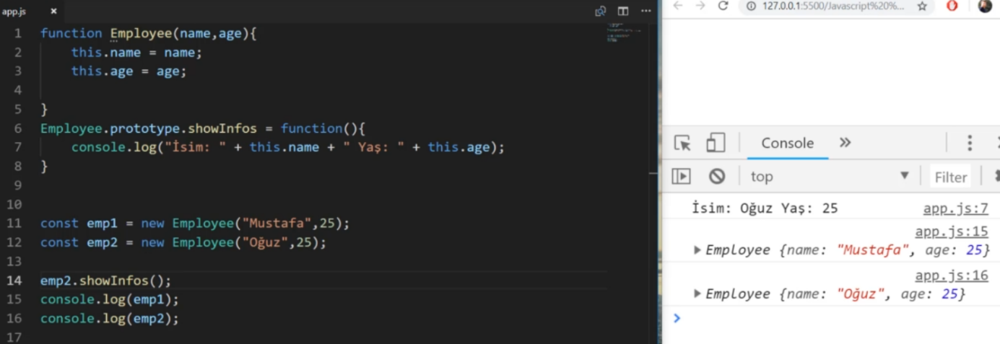 app.js
1 function Employee(name,age){
2     this.name = name;
3     this.age = age;
4
5 }
6 Employee.prototype.showInfos = function(){
7     console.log("İsim: " + this.name + " Yaş: " + this.age);
8 }
9
10
11 const emp1 = new Employee("Mustafa",25);
12 const emp2 = new Employee("Oğuz",25);
13
14 emp2.showInfos();
15 console.log(emp1);
16 console.log(emp2);
17
127.0.0.1:5500/Javascript%20%...
Console
top Filter
İsim: Oğuz Yaş: 25 app.js:7
app.js:15
Employee {name: "Mustafa", age: 25}
app.js:16
Employee {name: "Oğuz", age: 25}